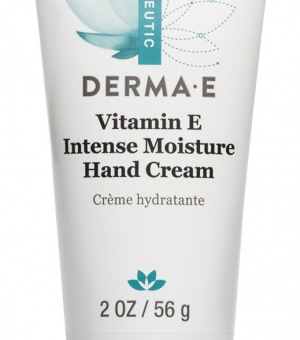 EUTIC
DERMA·E
Vitamin E
Intense Moisture
Hand Cream
Crème hydratante
2 OZ / 56 g